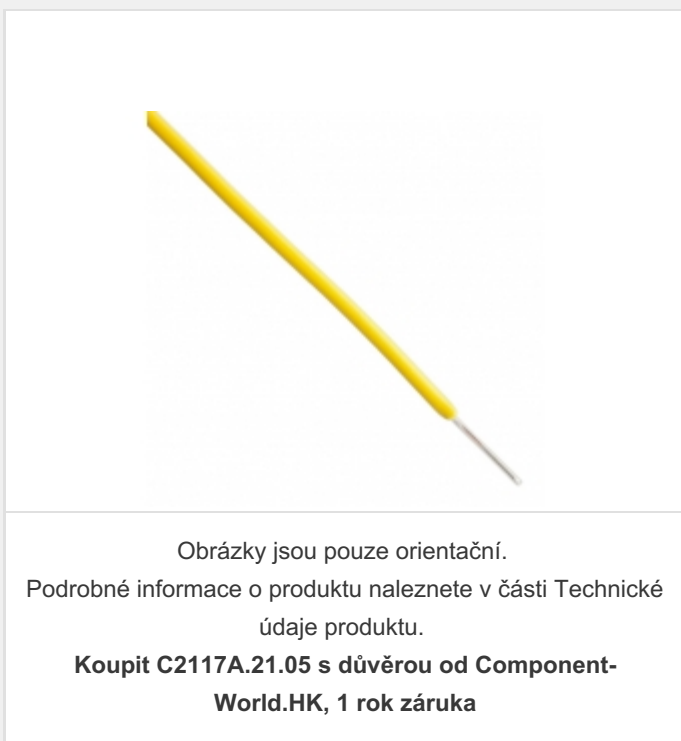 Obrázky jsou pouze orientační.
Podrobné informace o produktu naleznete v části Technické
údaje produktu.
Koupit C2117A.21.05 s důvěrou od Component-
World.HK, 1 rok záruka